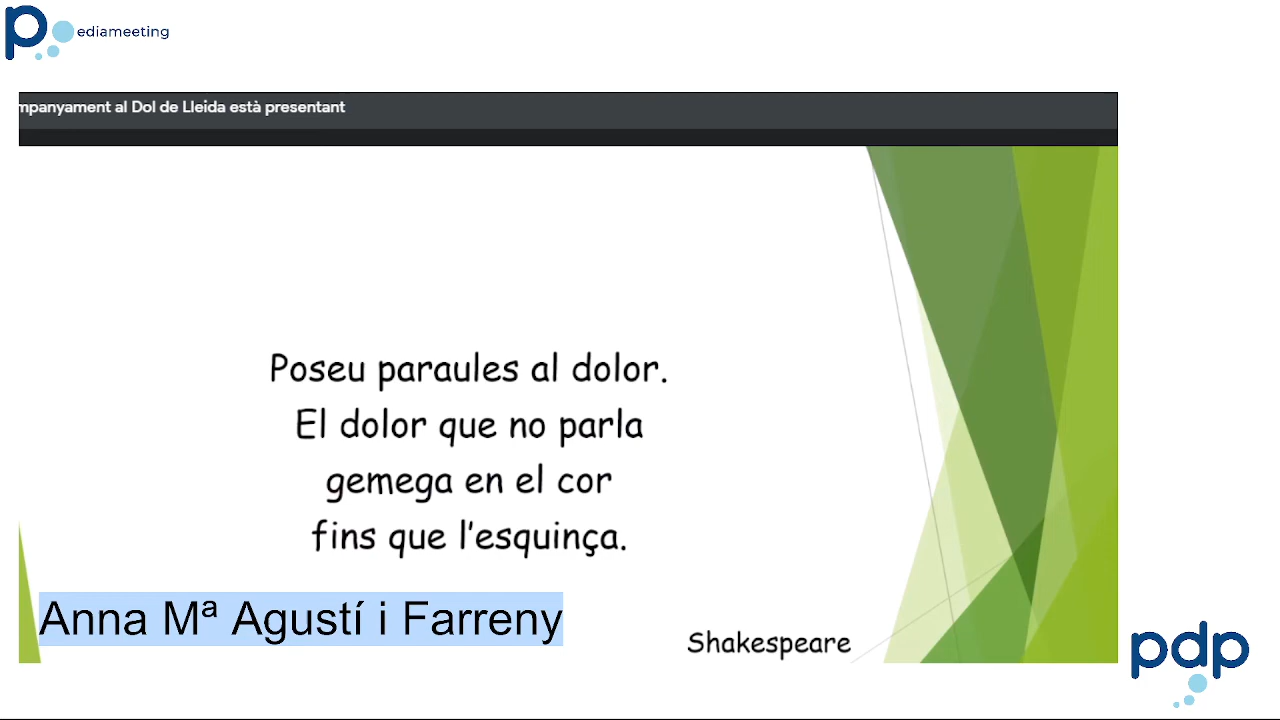 pediameeting
mpanyament al Dol de Lleida està presentant
Poseu paraules al dolor.
El dolor que no parla
gemega en el cor
fins que l'esquinça.
Anna Mª Agustí i Farreny
Shakespeare
pdp